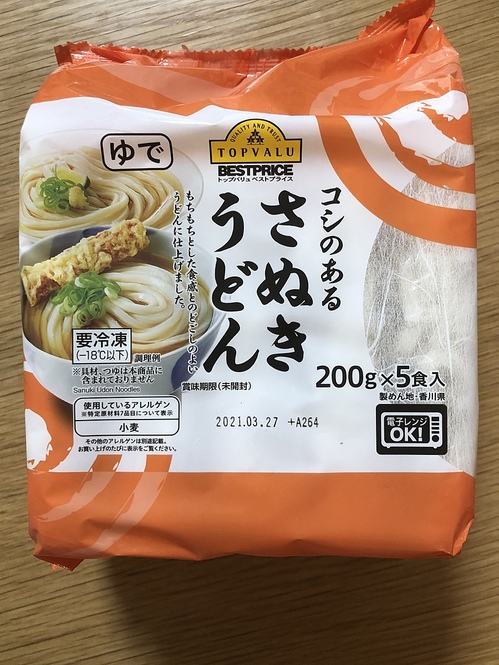 ゆで
QUALITY AND TRUST
TOPVALU
BESTPRICE
トップバリュ ベストプライス
コシのある
さぬき
うどん
もちもちとした食感とのどごしのよい
うどんに仕上げました。
要冷凍
(-18℃以下)
調理例
※具材、つゆは本商品に
含まれておりません
Sanuki Udon Noodles
使用しているアレルゲン
※特定原材料7品目について表示
小麦
その他のアレルゲンは別途記載。
お買い上げのたびに表示をご覧ください。
賞味期限(未開封)
2021.03.27 +A264
200g×5食入
製めん地・香川県
電子レンジ
OK!